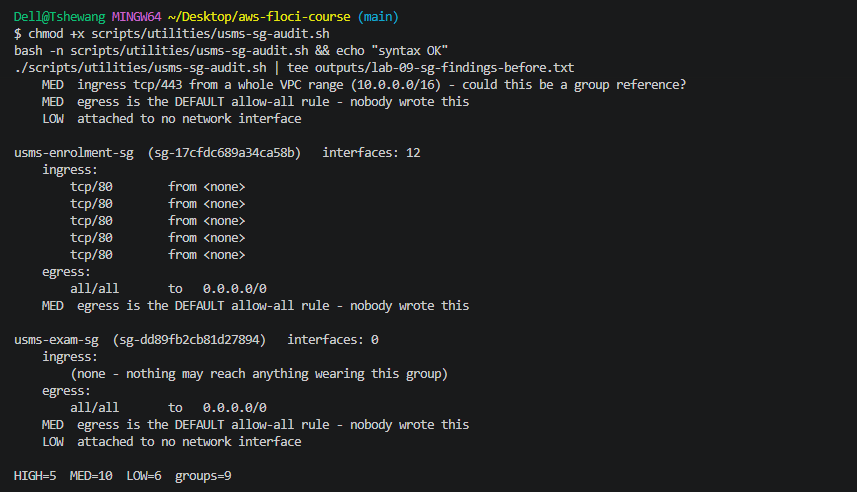 Dell@Tshewang MINGW64 ~/Desktop/aws-floci-course (main)
$ chmod +x scripts/utilities/usms-sg-audit.sh
bash -n scripts/utilities/usms-sg-audit.sh && echo "syntax OK"
./scripts/utilities/usms-sg-audit.sh | tee outputs/lab-09-sg-findings-before.txt
    MED  ingress tcp/443 from a whole VPC range (10.0.0.0/16) - could this be a group reference?
    MED  egress is the DEFAULT allow-all rule - nobody wrote this
    LOW  attached to no network interface

usms-enrolment-sg  (sg-17cfdc689a34ca58b)   interfaces: 12
    ingress:
        tcp/80        from <none>
        tcp/80        from <none>
        tcp/80        from <none>
        tcp/80        from <none>
        tcp/80        from <none>
    egress:
        all/all       to   0.0.0.0/0
    MED  egress is the DEFAULT allow-all rule - nobody wrote this

usms-exam-sg  (sg-dd89fb2cb81d27894)   interfaces: 0
    ingress:
        (none - nothing may reach anything wearing this group)
    egress:
        all/all       to   0.0.0.0/0
    MED  egress is the DEFAULT allow-all rule - nobody wrote this
    LOW  attached to no network interface

HIGH=5  MED=10  LOW=6  groups=9